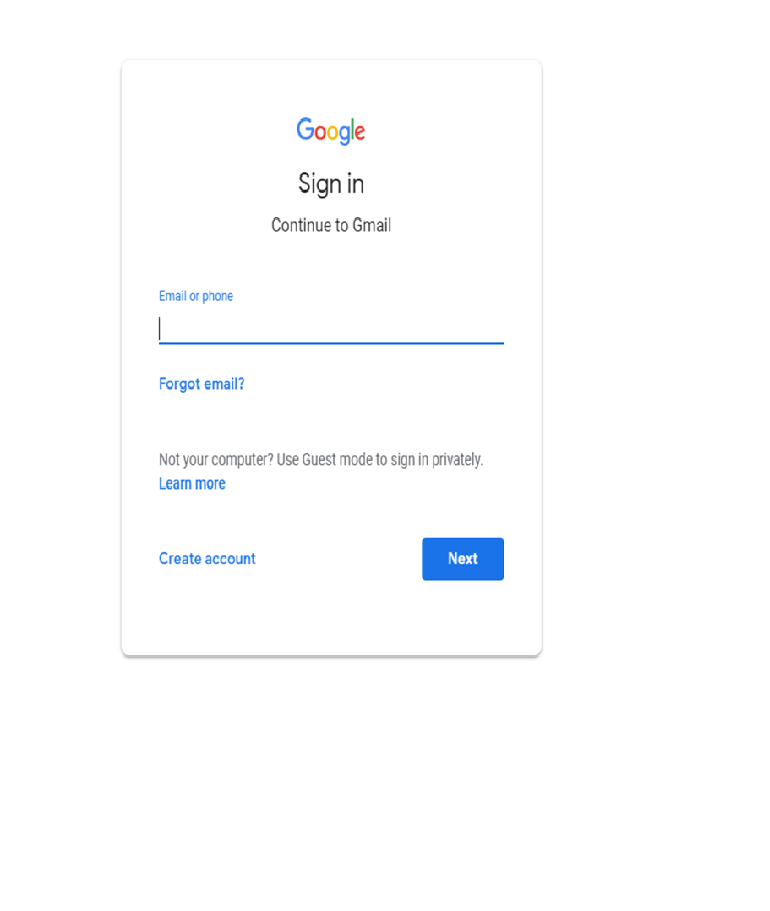 Google
Sign in
Continue to Gmail
Email or phone
Forgot email?
Not your computer? Use Guest mode to sign in privately.
Learn more
Create account
Next